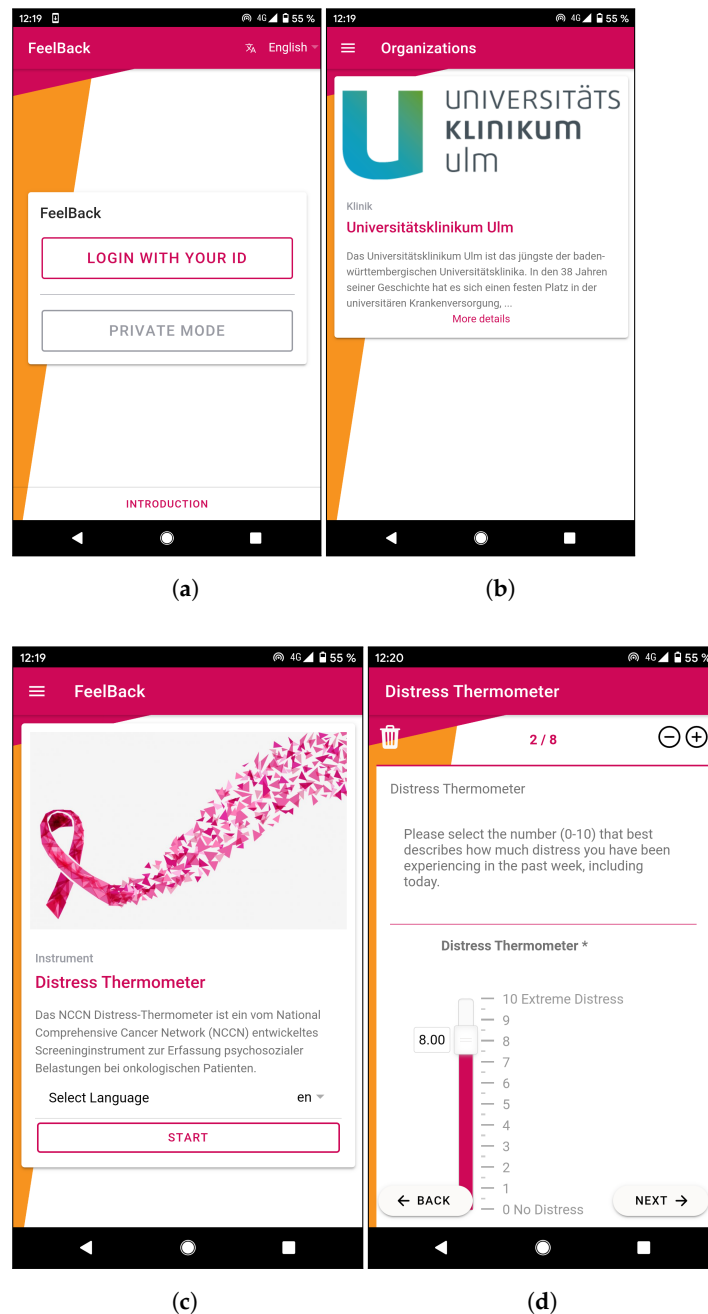 12:19
4G 55 %
FeelBack
English
FeelBack
LOGIN WITH YOUR ID
PRIVATE MODE
INTRODUCTION
(a)
12:19
4G 55 %
Organizations
UNIVERSITÄTS
KLINIKUM
ulm
Klinik
Universitätsklinikum Ulm
Das Universitätsklinikum Ulm ist das jüngste der baden-
württembergischen Universitätsklinika. In den 38 Jahren
seiner Geschichte hat es sich einen festen Platz in der
universitären Krankenversorgung, ...
More details
(b)
12:19
4G 55 %
FeelBack
Instrument
Distress Thermometer
Das NCCN Distress-Thermometer ist ein vom National
Comprehensive Cancer Network (NCCN) entwickeltes
Screeninginstrument zur Erfassung psychosozialer
Belastungen bei onkologischen Patienten.
Select Language en
START
(c)
12:20
4G 55 %
Distress Thermometer
2 / 8
Distress Thermometer
Please select the number (0-10) that best
describes how much distress you have been
experiencing in the past week, including
today.
Distress Thermometer *
10 Extreme Distress
9
8.00 8
7
6
5
4
3
2
1
0 No Distress
BACK
NEXT
(d)